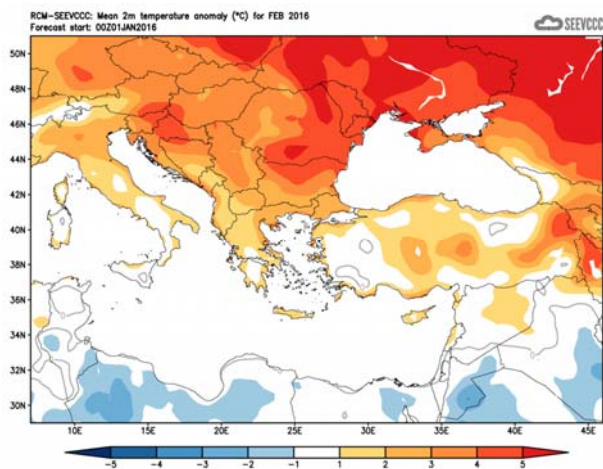 RCM-SEEVCCC: Mean 2m temperature anomaly (°C) for FEB 2016
Forecast start: 00Z01JAN2016
SEEVCCC
50N
48N
46N
44N
42N
40N
38N
36N
34N
32N
30N
10E 15E 20E 25E 30E 35E 40E 45E
-5 -4 -3 -2 -1 1 2 3 4 5